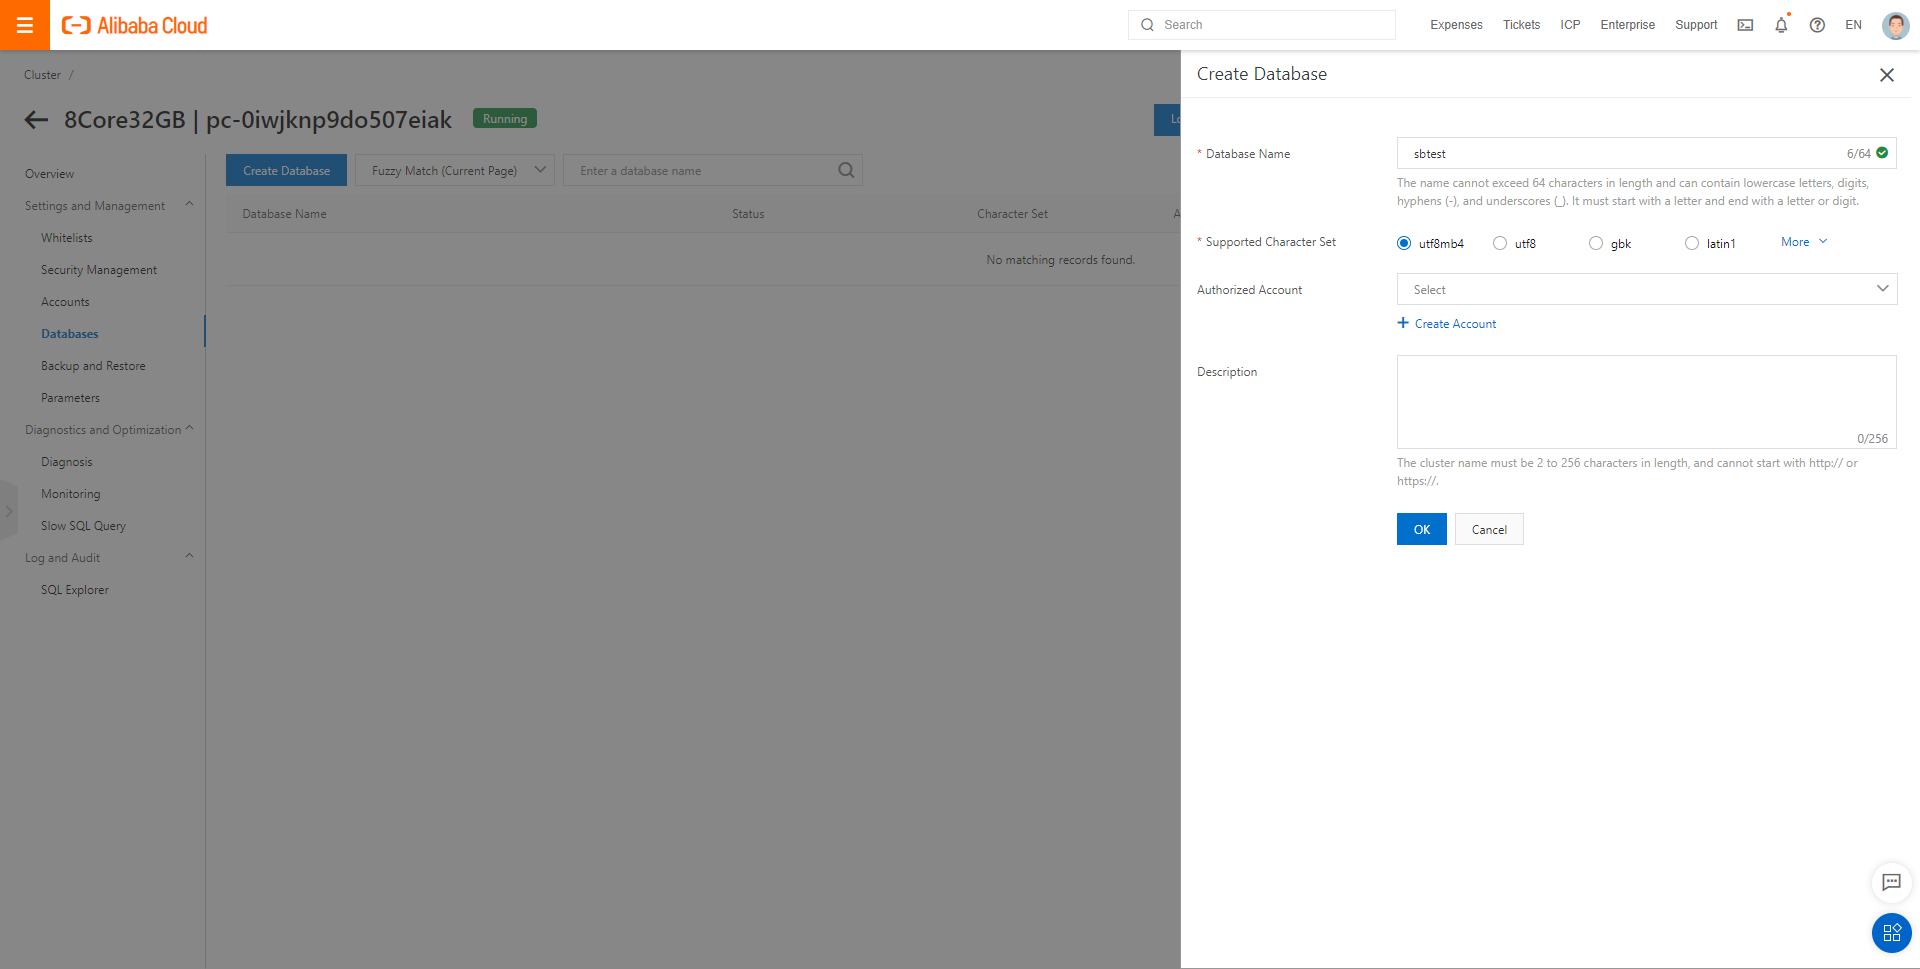 Alibaba Cloud
Search
Expenses
Tickets
ICP
Enterprise
Support
EN
Cluster /
8Core32GB | pc-0iwjknp9do507eiak
Running
Overview
Settings and Management
Whitelists
Security Management
Accounts
Databases
Backup and Restore
Parameters
Diagnostics and Optimization
Diagnosis
Monitoring
Slow SQL Query
Log and Audit
SQL Explorer
Create Database
Fuzzy Match (Current Page)
Enter a database name
Database Name
Status
Character Set
No matching records found.
Create Database
* Database Name
sbtest
6/64
The name cannot exceed 64 characters in length and can contain lowercase letters, digits,
hyphens (-), and underscores (_). It must start with a letter and end with a letter or digit.
* Supported Character Set
utf8mb4
utf8
gbk
latin1
More
Authorized Account
Select
+ Create Account
Description
0/256
The cluster name must be 2 to 256 characters in length, and cannot start with http:// or
https://.
OK
Cancel